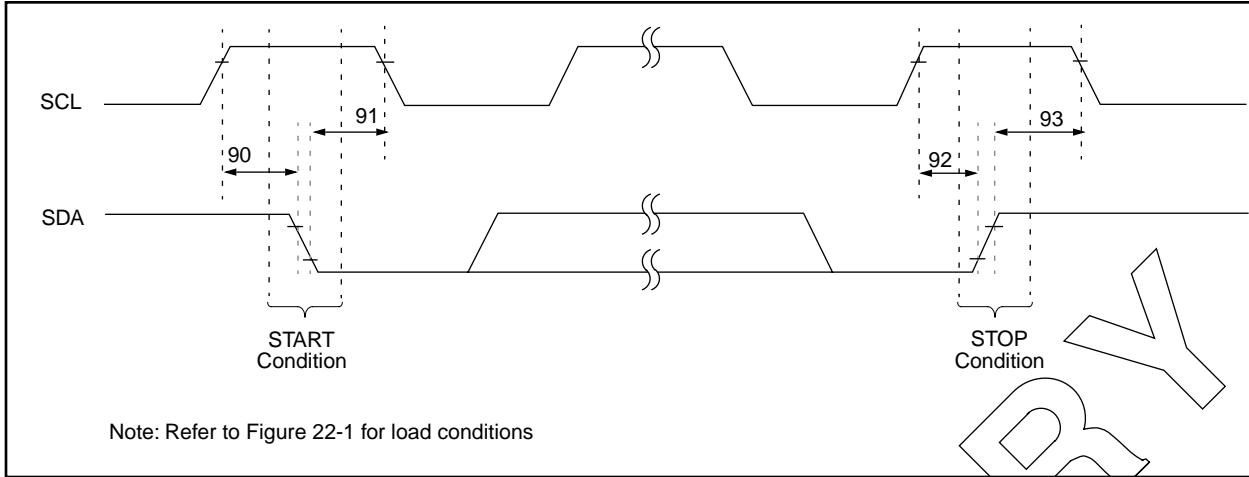 SCL
91
93
90
92
SDA
START
Condition
STOP
Condition
Note: Refer to Figure 22-1 for load conditions
R Y